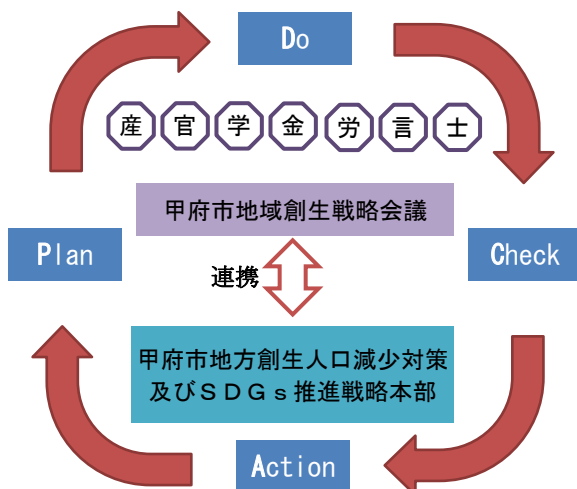 Do
産 官 学 金 労 言 士
甲府市地域創生戦略会議
Plan
Check
連携
甲府市地方創生人口減少対策
及びＳＤＧｓ推進戦略本部
Action